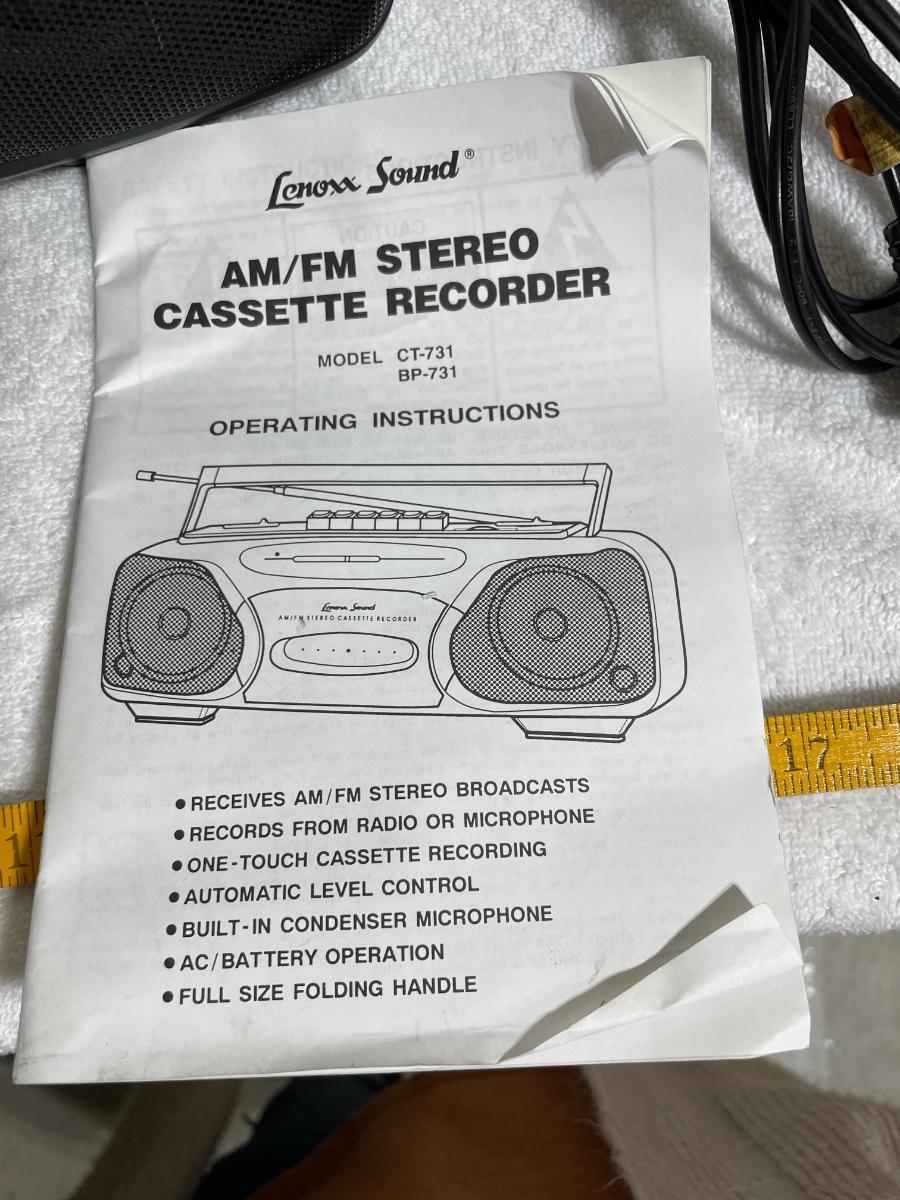 Lenoxx Sound®
AM/FM STEREO
CASSETTE RECORDER
MODEL CT-731
BP-731
OPERATING INSTRUCTIONS
Lenoxx Sound
AM/FM STEREO CASSETTE RECORDER
17
1
● RECEIVES AM/FM STEREO BROADCASTS
● RECORDS FROM RADIO OR MICROPHONE
● ONE-TOUCH CASSETTE RECORDING
● AUTOMATIC LEVEL CONTROL
● BUILT-IN CONDENSER MICROPHONE
● AC/BATTERY OPERATION
● FULL SIZE FOLDING HANDLE